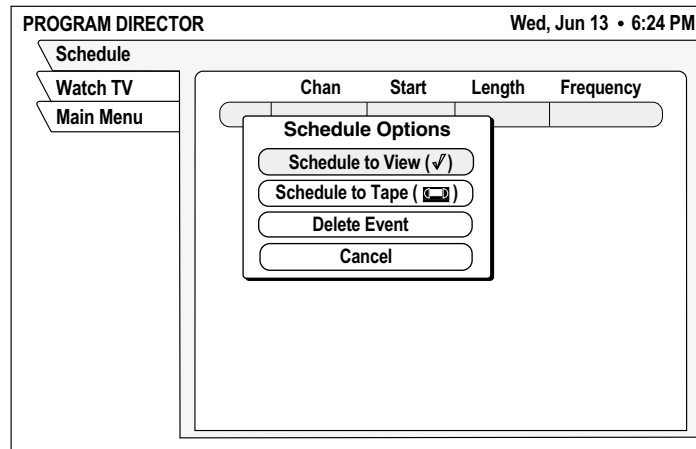 PROGRAM DIRECTOR Wed, Jun 13 • 6:24 PM
Schedule
Watch TV
Main Menu
Chan Start Length Frequency
Schedule Options
Schedule to View (√)
Schedule to Tape ( )
Delete Event
Cancel